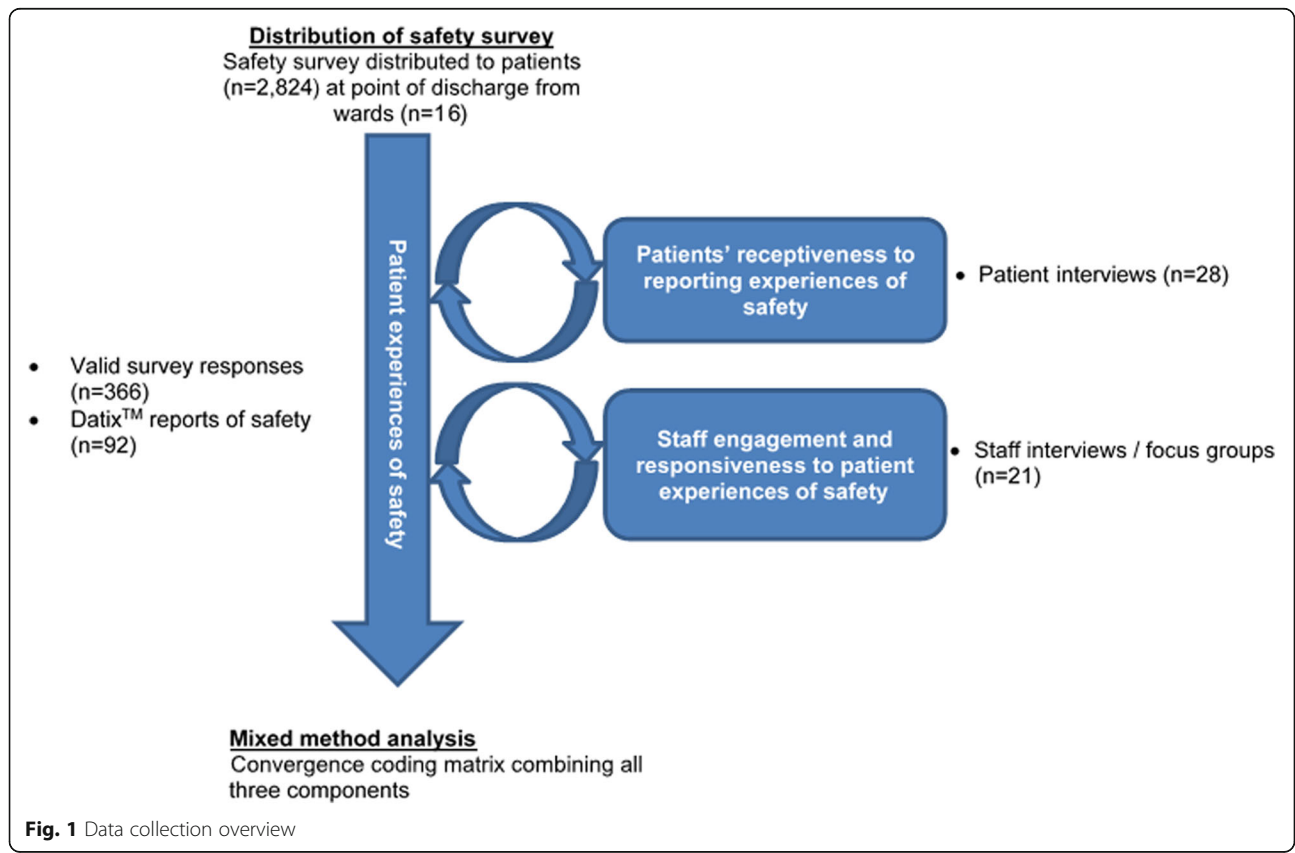 Distribution of safety survey
Safety survey distributed to patients
(n=2,824) at point of discharge from
wards (n=16)
Patient experiences of safety
Patients’ receptiveness to
reporting experiences of
safety
• Patient interviews (n=28)
• Valid survey responses
(n=366)
• Datix™ reports of safety
(n=92)
Staff engagement and
responsiveness to patient
experiences of safety
• Staff interviews / focus groups
(n=21)
Mixed method analysis
Convergence coding matrix combining all
three components
Fig. 1 Data collection overview